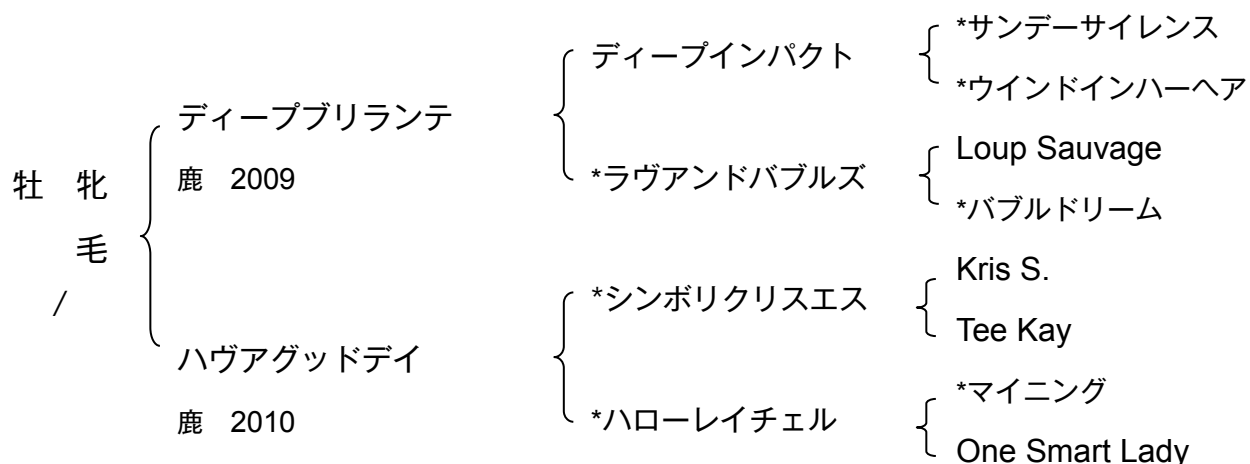 牡 牝
毛
/
ディープブリランテ
鹿 2009
ハヴアグッドデイ
鹿 2010
ディープインパクト
*ラヴアンドバブルズ
*シンボリクリスエス
*ハローレイチェル
*サンデーサイレンス
*ウインドインハーヘア
Loup Sauvage
*バブルドリーム
Kris S.
Tee Kay
*マイニング
One Smart Lady